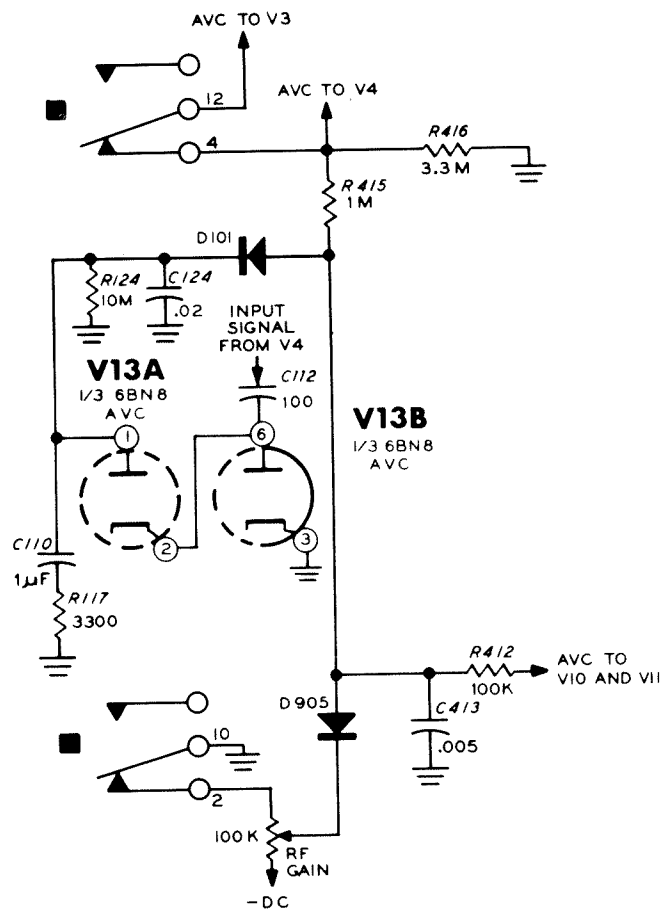 AVC TO V3
AVC TO V4
12
4
R416
3.3M
R415
1M
D101
R124
10M
C124
.02
INPUT
SIGNAL
FROM V4
V13A
1/3 6BN8
AVC
C112
100
V13B
1/3 6BN8
AVC
1
6
2
3
C110
1µF
R117
3300
R412
100K
AVC TO
V10 AND V11
D905
C413
.005
10
2
100K
RF
GAIN
-DC